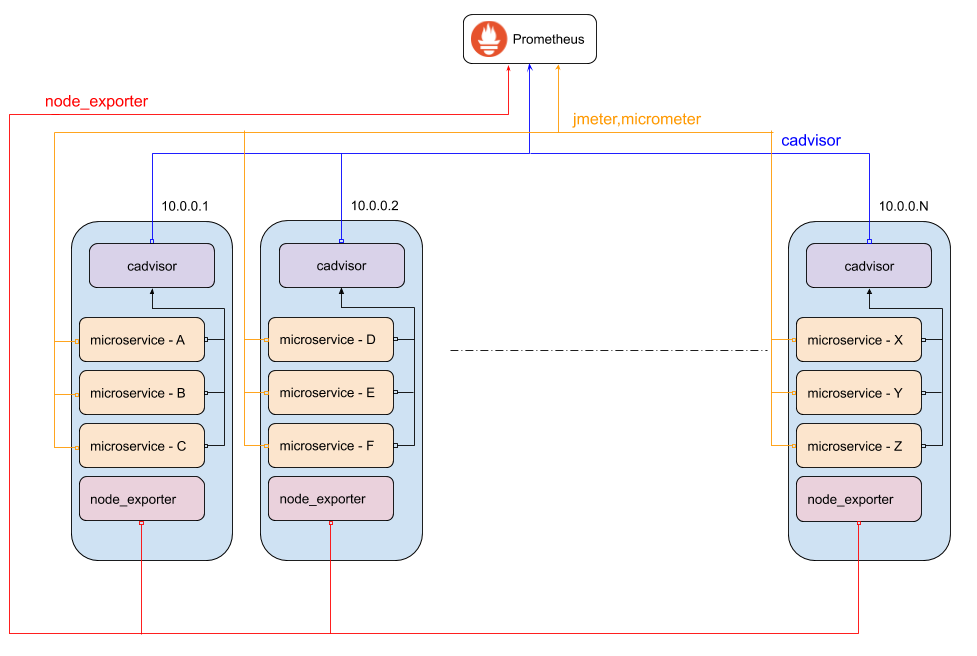 Prometheus
node_exporter
jmeter,micrometer
cadvisor
10.0.0.1
10.0.0.2
10.0.0.N
cadvisor
microservice - A
microservice - B
microservice - C
node_exporter
cadvisor
microservice - D
microservice - E
microservice - F
node_exporter
cadvisor
microservice - X
microservice - Y
microservice - Z
node_exporter